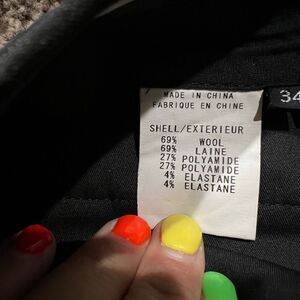 MADE IN CHINA
FABRIQUE EN CHINE
34
SHELL/EXTERIEUR
69% WOOL
69% LAINE
27% POLYAMIDE
27% POLYAMIDE
4% ELASTANE
4% ELASTANE